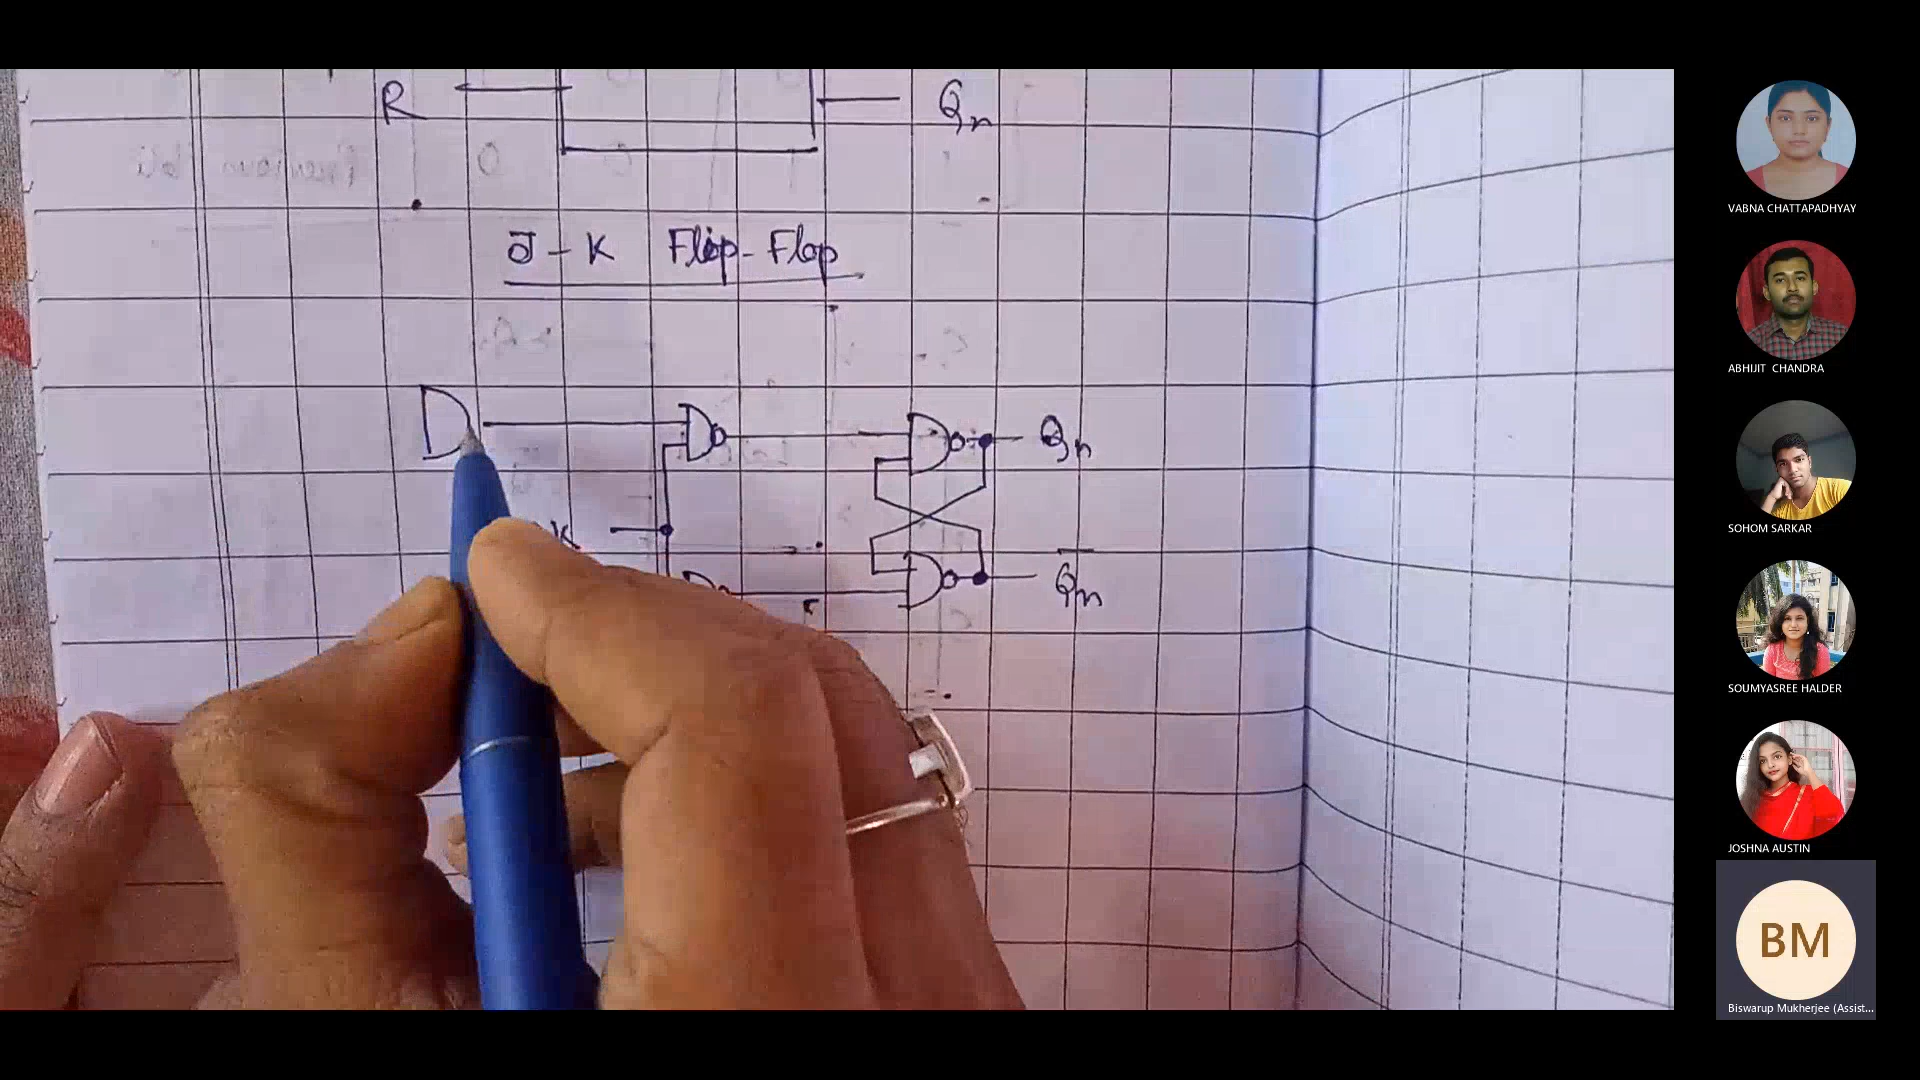 R Qn
J - K Flip - Flop
Qn
K
Q̅n
VABNA CHATTAPADHYAY
ABHIJIT CHANDRA
SOHOM SARKAR
SOUMYASREE HALDER
JOSHNA AUSTIN
BM
Biswarup Mukherjee (Assist...